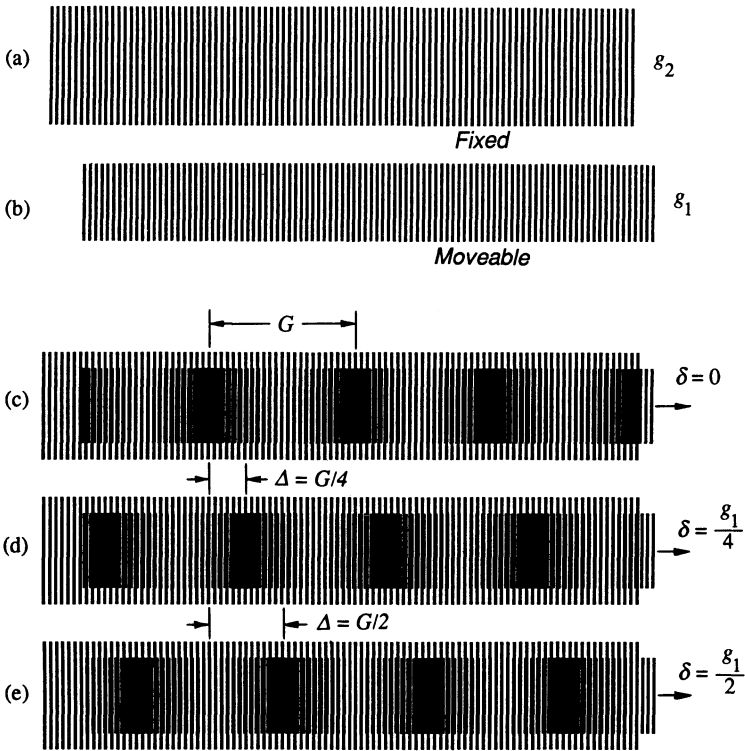 (a)
g₂
Fixed
(b)
g₁
Moveable
G
(c)
δ = 0
Δ = G/4
(d)
δ = g₁/4
Δ = G/2
(e)
δ = g₁/2